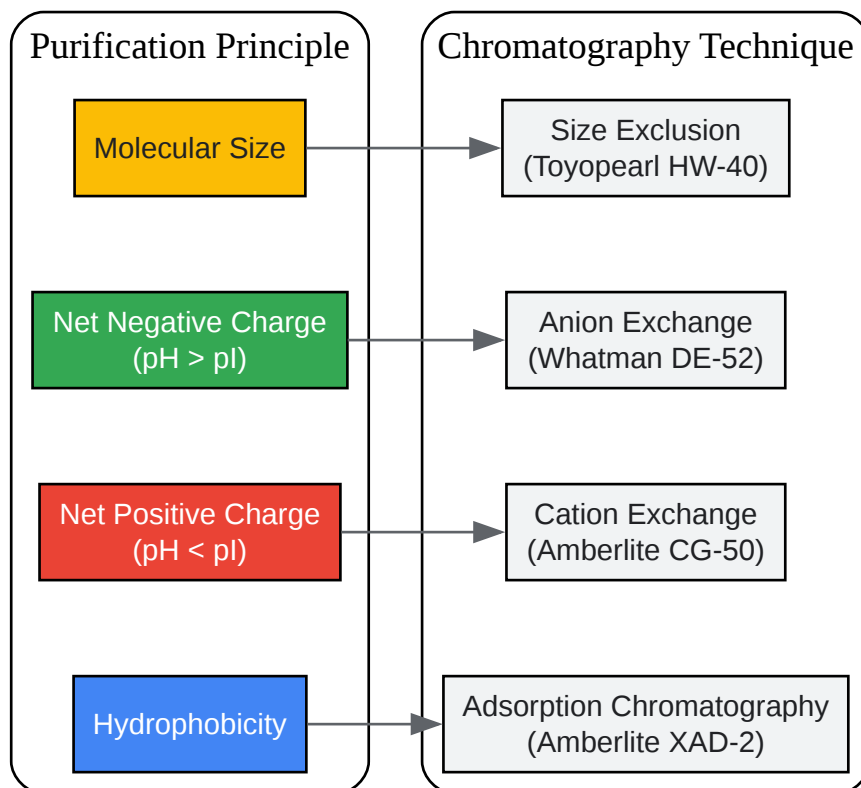 Purification Principle
Chromatography Technique
Molecular Size
Size Exclusion
(Toyopearl HW-40)
Net Negative Charge
(pH > pI)
Anion Exchange
(Whatman DE-52)
Net Positive Charge
(pH < pI)
Cation Exchange
(Amberlite CG-50)
Hydrophobicity
Adsorption Chromatography
(Amberlite XAD-2)